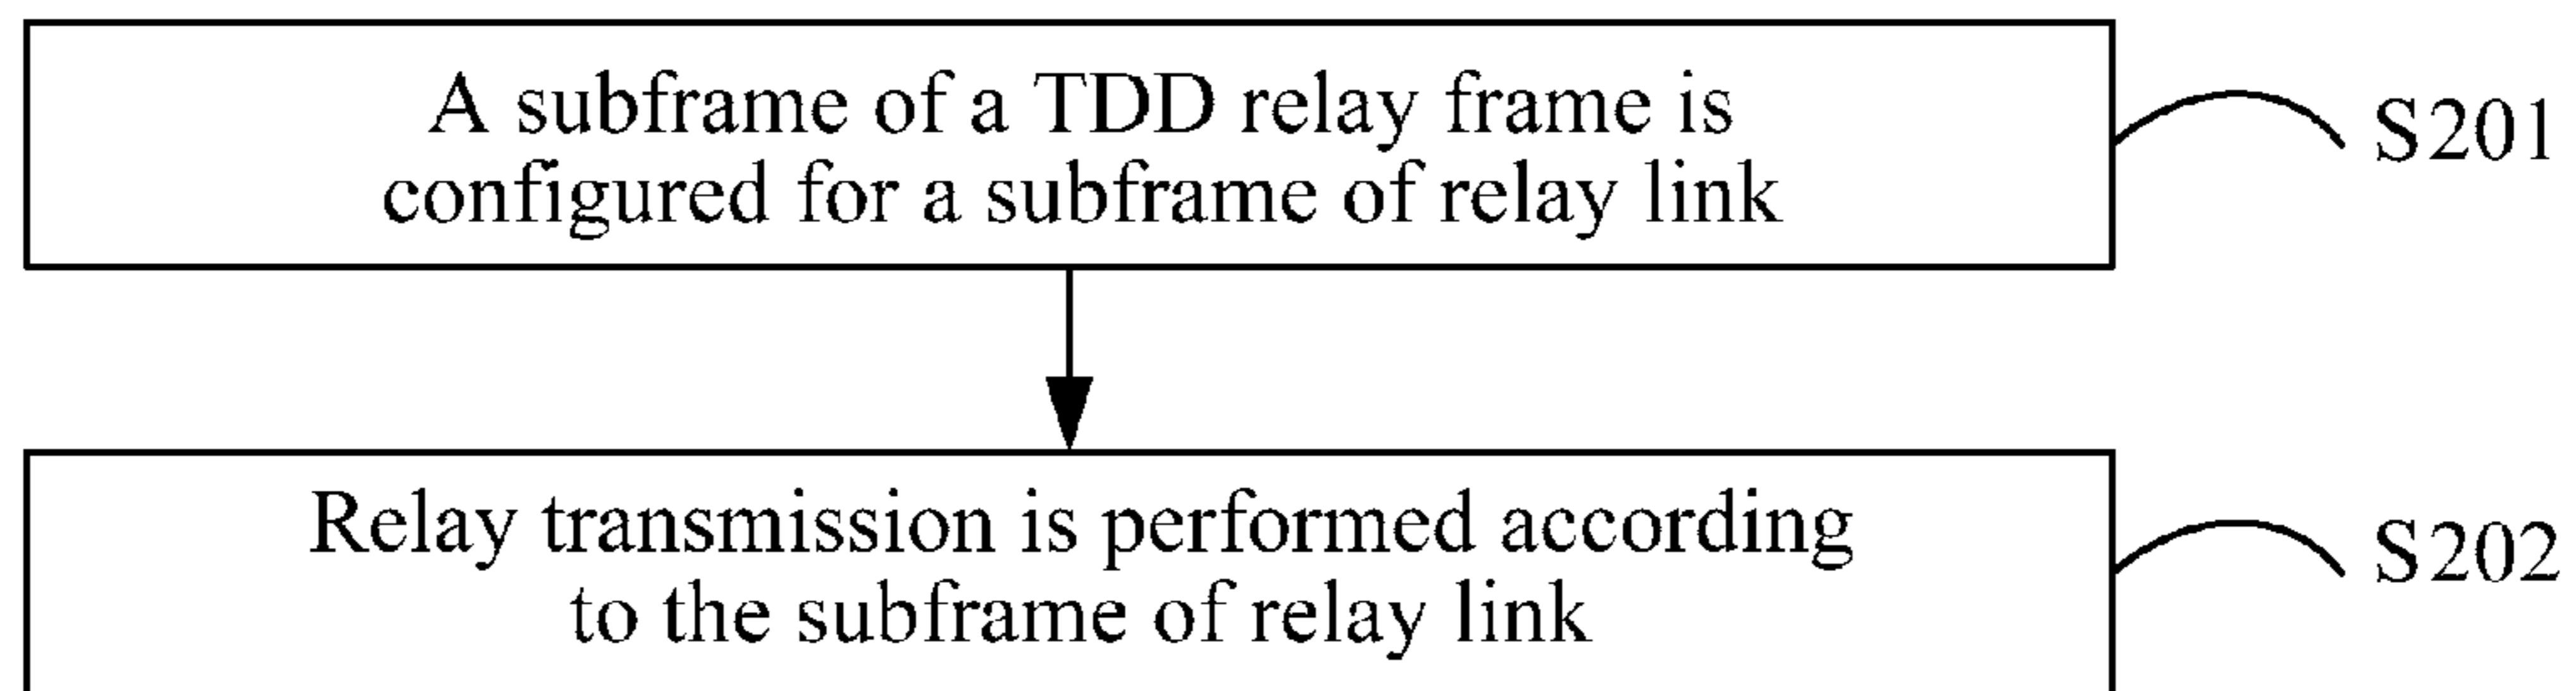 A subframe of a TDD relay frame is
configured for a subframe of relay link
S201
Relay transmission is performed according
to the subframe of relay link
S202